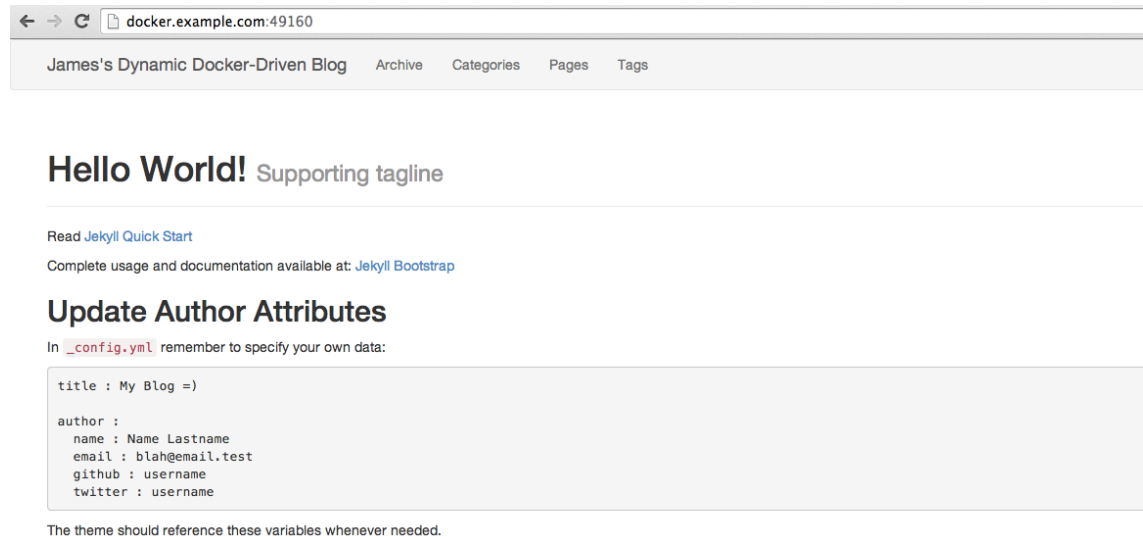 docker.example.com:49160
James's Dynamic Docker-Driven Blog Archive Categories Pages Tags
Hello World! Supporting tagline
Read Jekyll Quick Start
Complete usage and documentation available at: Jekyll Bootstrap
Update Author Attributes
In _config.yml remember to specify your own data:
title : My Blog =)
author :
  name : Name Lastname
  email : blah@email.test
  github : username
  twitter : username
The theme should reference these variables whenever needed.